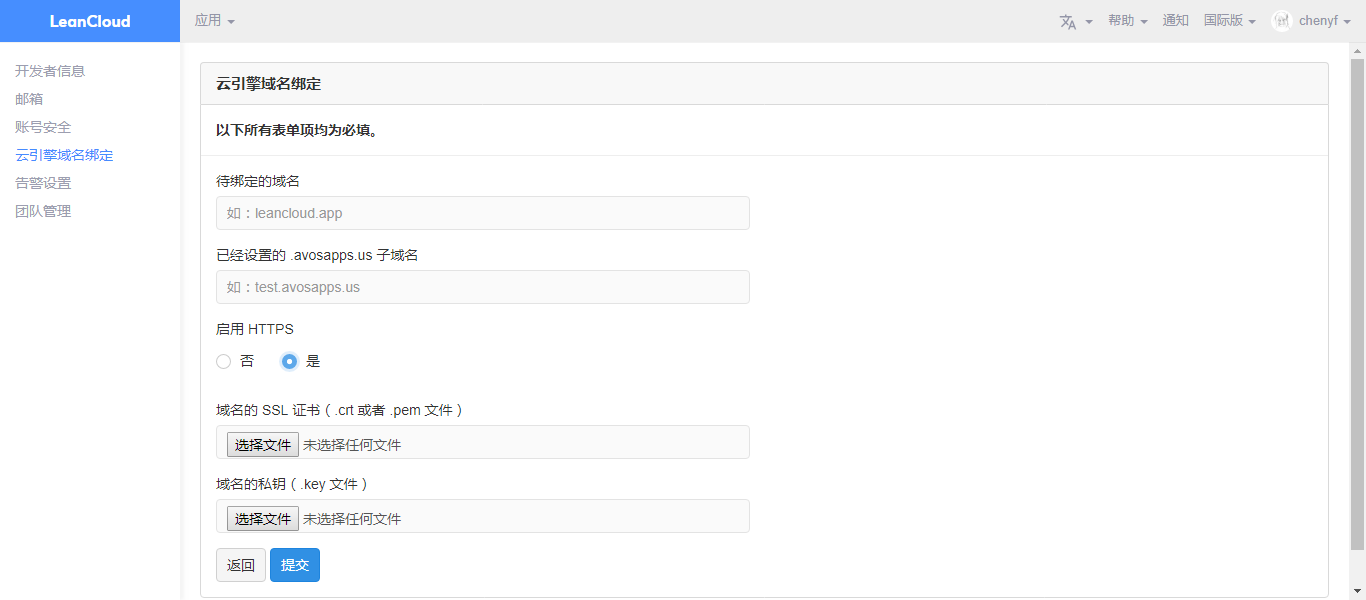 LeanCloud
应用
帮助
通知
国际版
chenyf
开发者信息
邮箱
账号安全
云引擎域名绑定
告警设置
团队管理
云引擎域名绑定
以下所有表单项均为必填。
待绑定的域名
如：leancloud.app
已经设置的 .avosapps.us 子域名
如：test.avosapps.us
启用 HTTPS
否 是
域名的 SSL 证书（ .crt 或者 .pem 文件 ）
选择文件 未选择任何文件
域名的私钥（ .key 文件 ）
选择文件 未选择任何文件
返回 提交